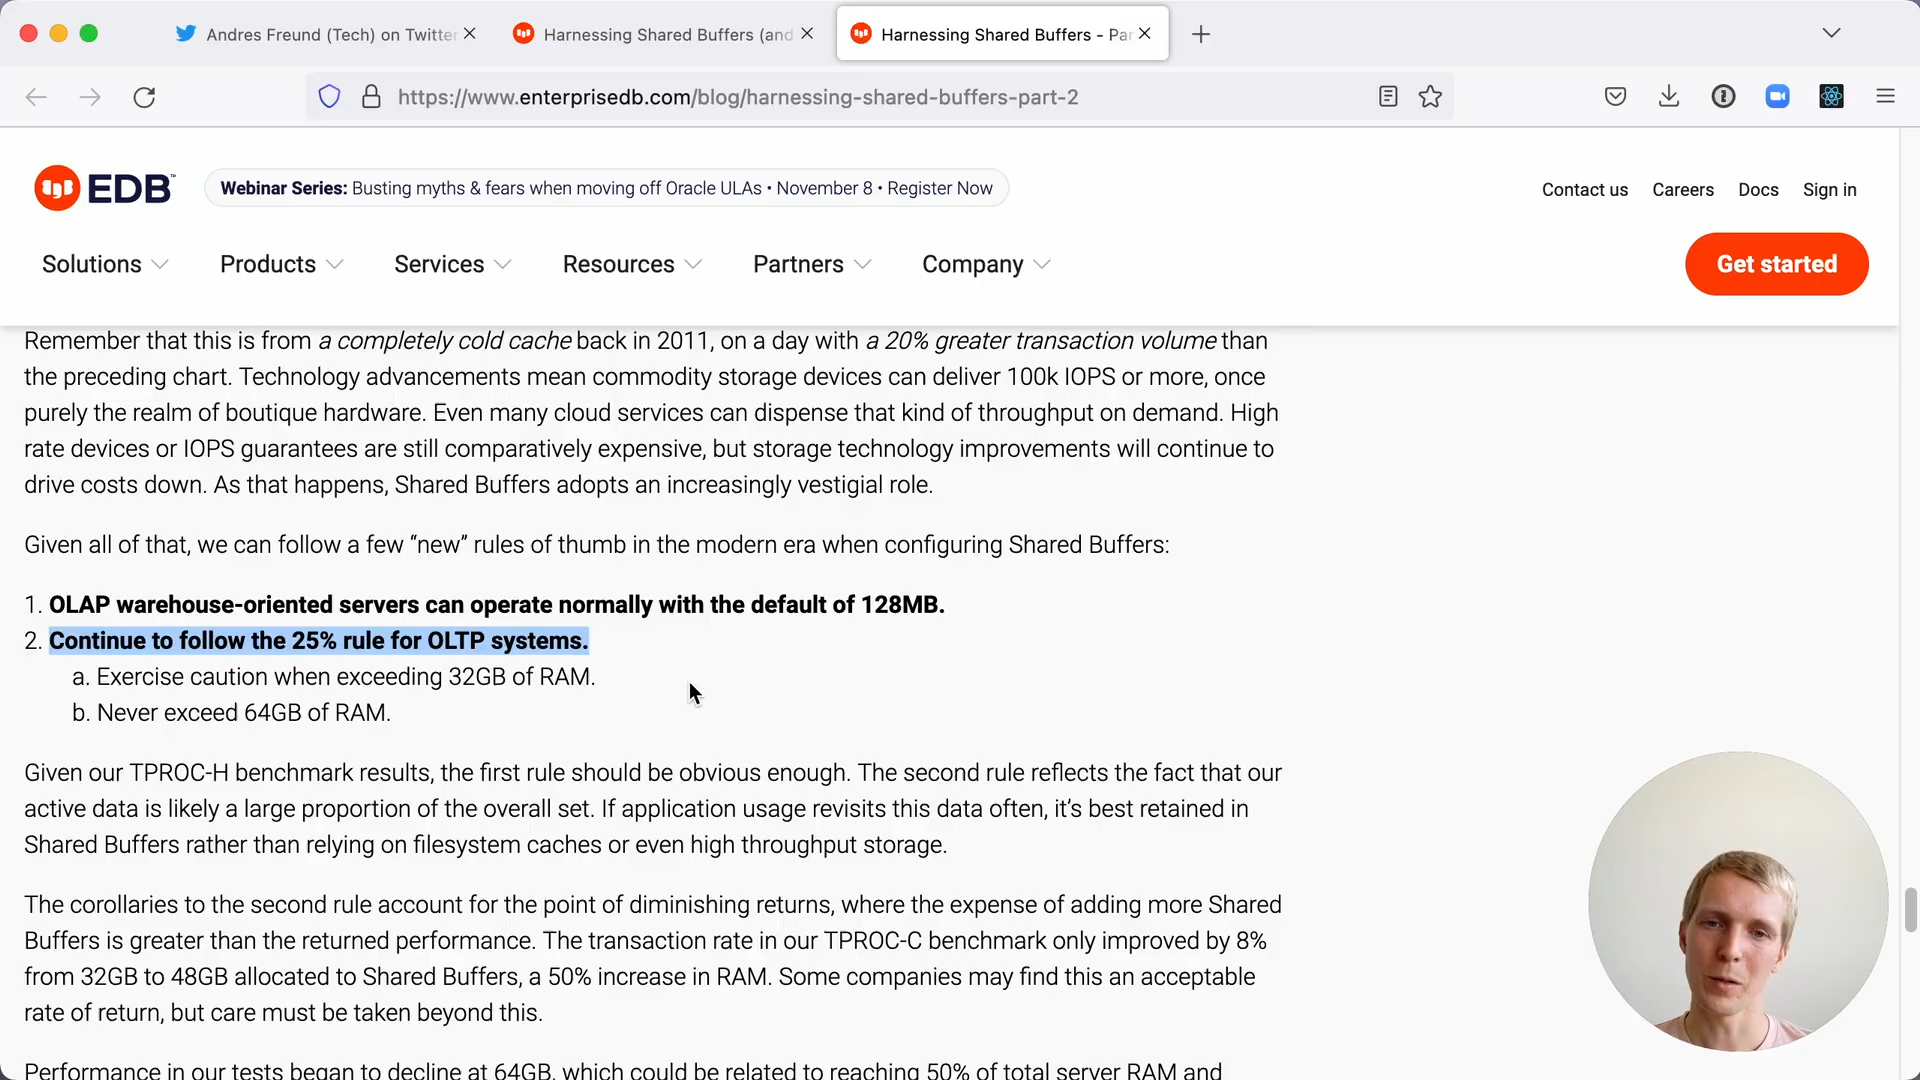 Andres Freund (Tech) on Twitter
Harnessing Shared Buffers (and
Harnessing Shared Buffers - Par
https://www.enterprisedb.com/blog/harnessing-shared-buffers-part-2
EDB™
Webinar Series: Busting myths & fears when moving off Oracle ULAs • November 8 • Register Now
Contact us
Careers
Docs
Sign in
Solutions
Products
Services
Resources
Partners
Company
Get started
Remember that this is from a completely cold cache back in 2011, on a day with a 20% greater transaction volume than
the preceding chart. Technology advancements mean commodity storage devices can deliver 100k IOPS or more, once
purely the realm of boutique hardware. Even many cloud services can dispense that kind of throughput on demand. High
rate devices or IOPS guarantees are still comparatively expensive, but storage technology improvements will continue to
drive costs down. As that happens, Shared Buffers adopts an increasingly vestigial role.
Given all of that, we can follow a few “new” rules of thumb in the modern era when configuring Shared Buffers:
1. OLAP warehouse-oriented servers can operate normally with the default of 128MB.
2. Continue to follow the 25% rule for OLTP systems.
a. Exercise caution when exceeding 32GB of RAM.
b. Never exceed 64GB of RAM.
Given our TPROC-H benchmark results, the first rule should be obvious enough. The second rule reflects the fact that our
active data is likely a large proportion of the overall set. If application usage revisits this data often, it’s best retained in
Shared Buffers rather than relying on filesystem caches or even high throughput storage.
The corollaries to the second rule account for the point of diminishing returns, where the expense of adding more Shared
Buffers is greater than the returned performance. The transaction rate in our TPROC-C benchmark only improved by 8%
from 32GB to 48GB allocated to Shared Buffers, a 50% increase in RAM. Some companies may find this an acceptable
rate of return, but care must be taken beyond this.
Performance in our tests began to decline at 64GB, which could be related to reaching 50% of total server RAM and